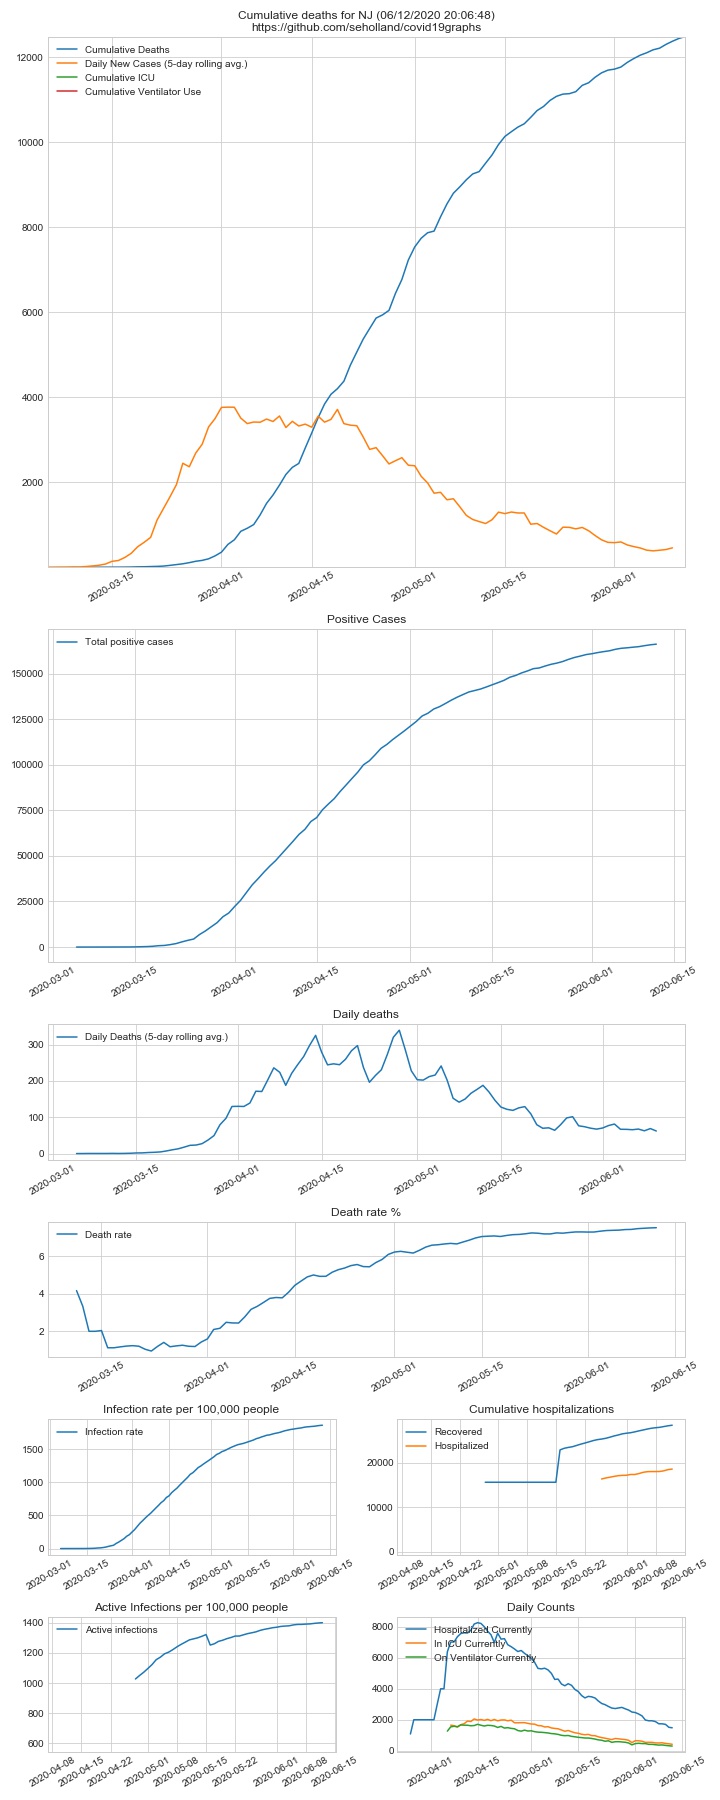 Cumulative deaths for NJ (06/12/2020 20:06:48)
https://github.com/seholland/covid19graphs
Cumulative Deaths
Daily New Cases (5-day rolling avg.)
Cumulative ICU
Cumulative Ventilator Use
12000
10000
8000
6000
4000
2000
2020-03-15 2020-04-01 2020-04-15 2020-05-01 2020-05-15 2020-06-01
Positive Cases
Total positive cases
150000
125000
100000
75000
50000
25000
0
2020-03-01 2020-03-15 2020-04-01 2020-04-15 2020-05-01 2020-05-15 2020-06-01 2020-06-15
Daily deaths
Daily Deaths (5-day rolling avg.)
300
200
100
0
2020-03-01 2020-03-15 2020-04-01 2020-04-15 2020-05-01 2020-05-15 2020-06-01
Death rate %
Death rate
6
4
2
2020-03-15 2020-04-01 2020-04-15 2020-05-01 2020-05-15 2020-06-01 2020-06-15
Infection rate per 100,000 people
Infection rate
1500
1000
500
0
2020-03-01 2020-03-15 2020-04-01 2020-04-15 2020-05-01 2020-05-15 2020-06-01 2020-06-15
Cumulative hospitalizations
Recovered
Hospitalized
20000
10000
0
2020-04-08 2020-04-15 2020-04-22 2020-05-01 2020-05-08 2020-05-15 2020-05-22 2020-06-01 2020-06-08 2020-06-15
Active Infections per 100,000 people
Active infections
1400
1200
1000
800
600
2020-04-08 2020-04-15 2020-04-22 2020-05-01 2020-05-08 2020-05-15 2020-05-22 2020-06-01 2020-06-08 2020-06-15
Daily Counts
Hospitalized Currently
In ICU Currently
On Ventilator Currently
8000
6000
4000
2000
0
2020-04-01 2020-04-15 2020-05-01 2020-05-15 2020-06-01 2020-06-15